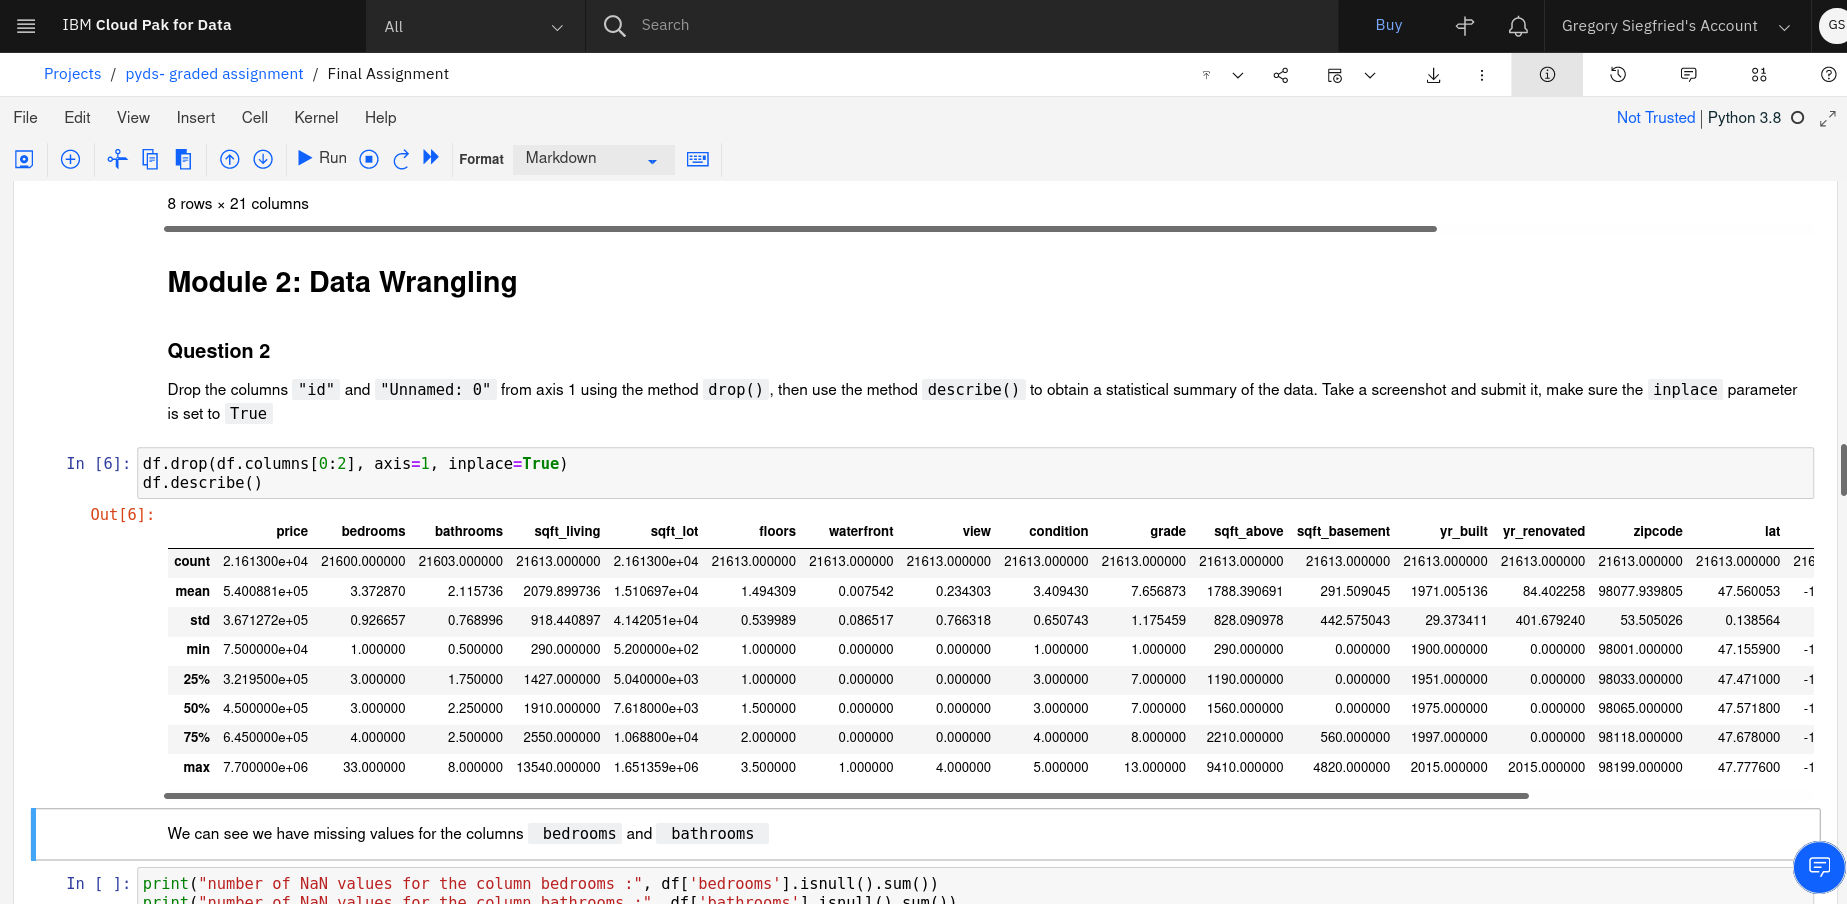 IBM Cloud Pak for Data All Search Buy Gregory Siegfried's Account GS
Projects / pyds- graded assignment / Final Assignment
File Edit View Insert Cell Kernel Help Not Trusted | Python 3.8
Run Format Markdown
8 rows × 21 columns
Module 2: Data Wrangling
Question 2
Drop the columns "id" and "Unnamed: 0" from axis 1 using the method drop(), then use the method describe() to obtain a statistical summary of the data. Take a screenshot and submit it, make sure the inplace parameter
is set to True
In [6]: df.drop(df.columns[0:2], axis=1, inplace=True)
df.describe()
Out[6]:
price bedrooms bathrooms sqft_living sqft_lot floors waterfront view condition grade sqft_above sqft_basement yr_built yr_renovated zipcode lat
count 2.161300e+04 21600.000000 21603.000000 21613.000000 2.161300e+04 21613.000000 21613.000000 21613.000000 21613.000000 21613.000000 21613.000000 21613.000000 21613.000000 21613.000000 21613.000000 21613.000000 216
mean 5.400881e+05 3.372870 2.115736 2079.899736 1.510697e+04 1.494309 0.007542 0.234303 3.409430 7.656873 1788.390691 291.509045 1971.005136 84.402258 98077.939805 47.560053 -1
std 3.671272e+05 0.926657 0.768996 918.440897 4.142051e+04 0.539989 0.086517 0.766318 0.650743 1.175459 828.090978 442.575043 29.373411 401.679240 53.505026 0.138564
min 7.500000e+04 1.000000 0.500000 290.000000 5.200000e+02 1.000000 0.000000 0.000000 1.000000 1.000000 290.000000 0.000000 1900.000000 0.000000 98001.000000 47.155900 -1
25% 3.219500e+05 3.000000 1.750000 1427.000000 5.040000e+03 1.000000 0.000000 0.000000 3.000000 7.000000 1190.000000 0.000000 1951.000000 0.000000 98033.000000 47.471000 -1
50% 4.500000e+05 3.000000 2.250000 1910.000000 7.618000e+03 1.500000 0.000000 0.000000 3.000000 7.000000 1560.000000 0.000000 1975.000000 0.000000 98065.000000 47.571800 -1
75% 6.450000e+05 4.000000 2.500000 2550.000000 1.068800e+04 2.000000 0.000000 0.000000 4.000000 8.000000 2210.000000 560.000000 1997.000000 0.000000 98118.000000 47.678000 -1
max 7.700000e+06 33.000000 8.000000 13540.000000 1.651359e+06 3.500000 1.000000 4.000000 5.000000 13.000000 9410.000000 4820.000000 2015.000000 2015.000000 98199.000000 47.777600 -1
We can see we have missing values for the columns bedrooms and bathrooms
In [ ]: print("number of NaN values for the column bedrooms :", df['bedrooms'].isnull().sum())
print("number of NaN values for the column bathrooms :", df['bathrooms'].isnull().sum())